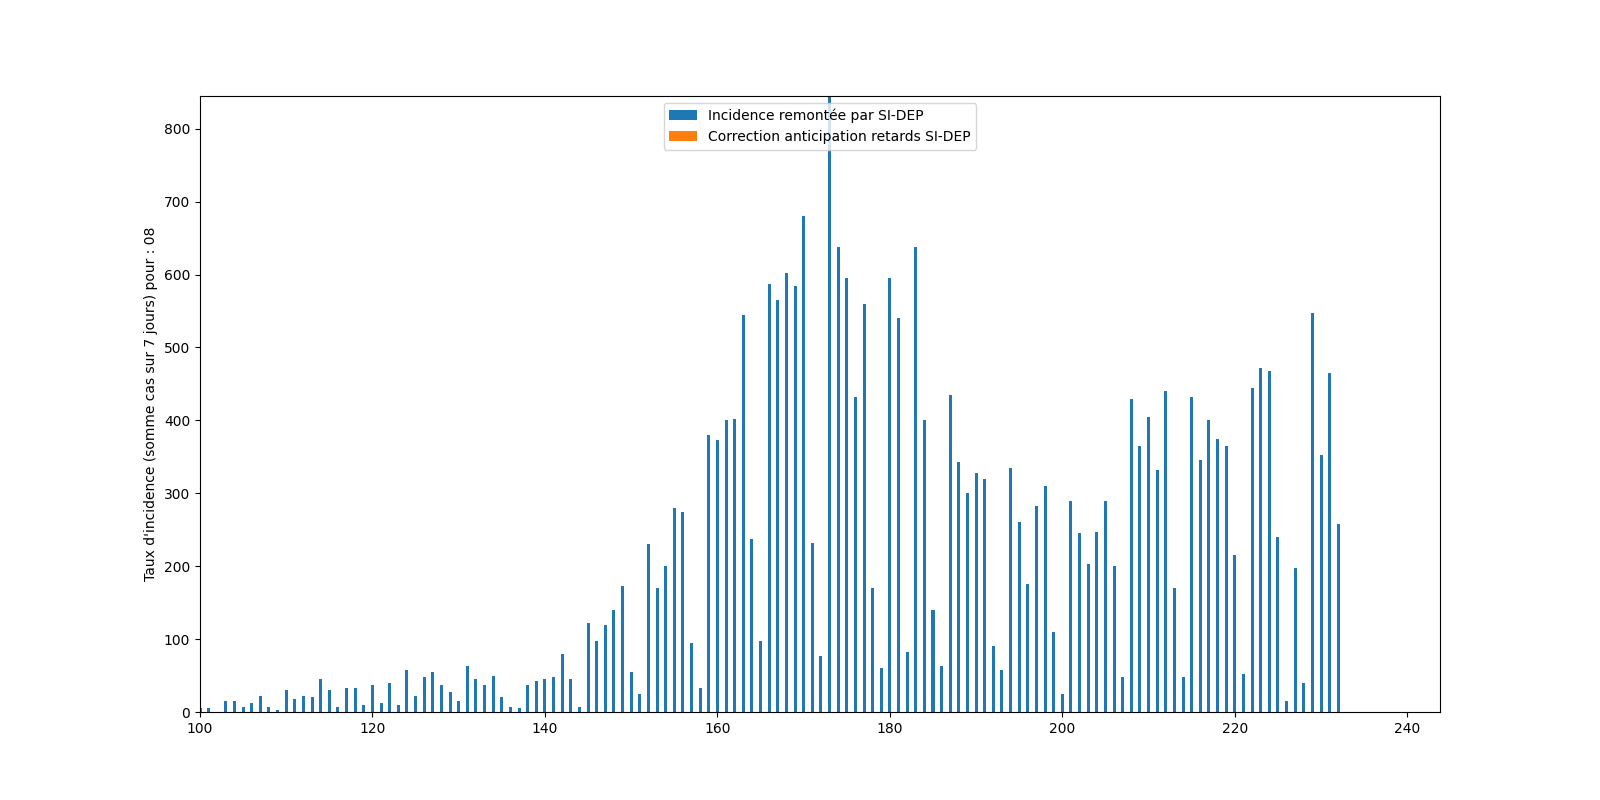 Incidence remontée par SI-DEP
Correction anticipation retards SI-DEP
Taux d'incidence (somme cas sur 7 jours) pour : 08
800
700
600
500
400
300
200
100
0
100 120 140 160 180 200 220 240